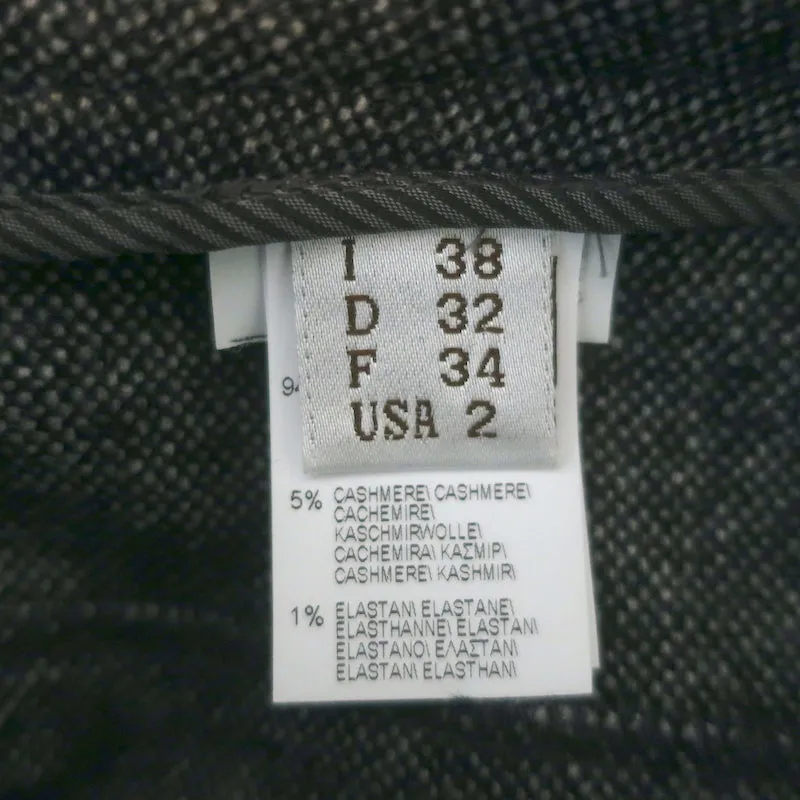 I 38
D 32
F 34
USA 2
94
5% CASHMERE\ CASHMERE\
CACHEMIRE\
KASCHMIRWOLLE\
CACHEMIRA\ ΚΑΣΜΙΡ\
CASHMERE\ KASHMIR\
1% ELASTAN\ ELASTANE\
ELASTHANNE\ ELASTAN\
ELASTANO\ ΕΛΑΣΤΑΝ\
ELASTAN\ ELASTHAN\